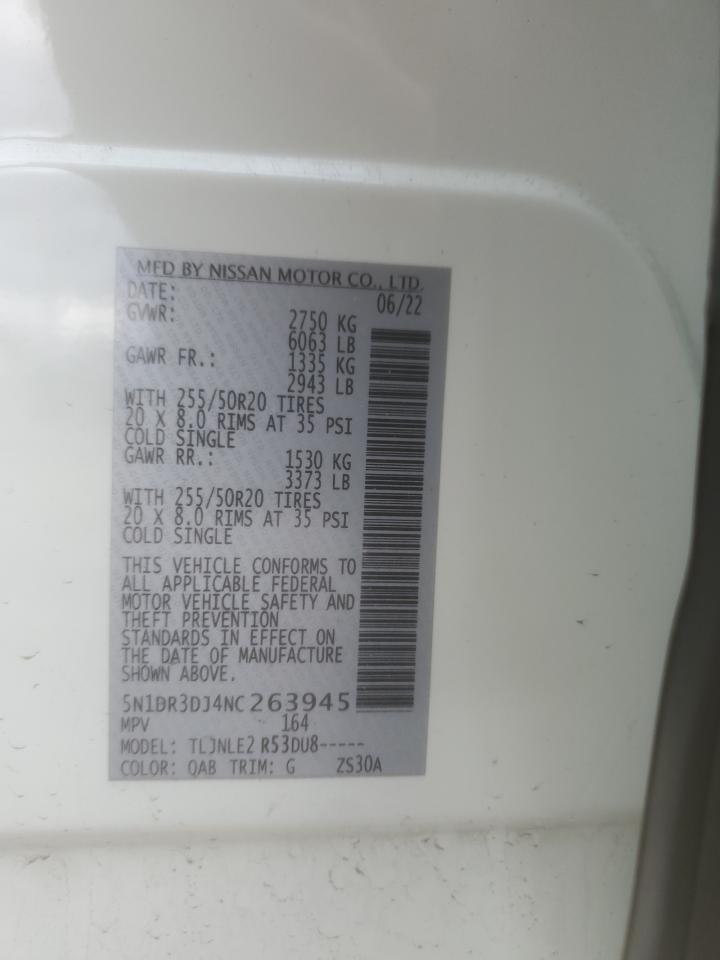 MFD BY NISSAN MOTOR CO., LTD.
DATE: 06/22
GVWR: 2750 KG
6063 LB
GAWR FR.: 1335 KG
2943 LB
WITH 255/50R20 TIRES
20 X 8.0 RIMS AT 35 PSI
COLD SINGLE
GAWR RR.: 1530 KG
3373 LB
WITH 255/50R20 TIRES
20 X 8.0 RIMS AT 35 PSI
COLD SINGLE
THIS VEHICLE CONFORMS TO
ALL APPLICABLE FEDERAL
MOTOR VEHICLE SAFETY AND
THEFT PREVENTION
STANDARDS IN EFFECT ON
THE DATE OF MANUFACTURE
SHOWN ABOVE.
5N1DR3DJ4NC263945
MPV 164
MODEL: TLJNLE2 R53DU8-----
COLOR: QAB TRIM: G ZS30A